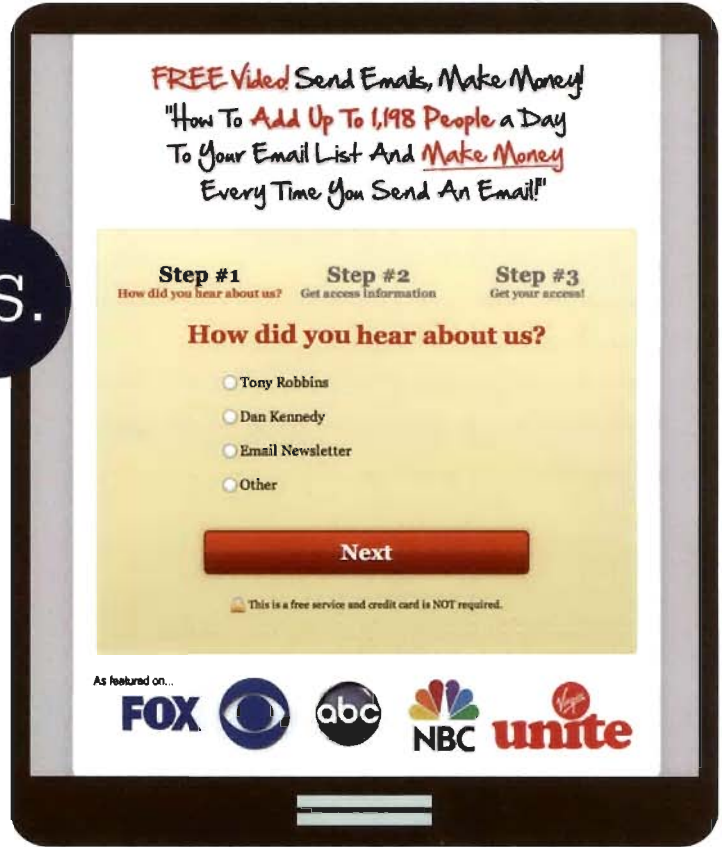 FREE Video! Send Emails, Make Money!
"How To Add Up To 1,198 People a Day
To Your Email List And Make Money
Every Time You Send An Email!"
S.
Step #1 Step #2 Step #3
How did you hear about us? Get access information Get your access!
How did you hear about us?
Tony Robbins
Dan Kennedy
Email Newsletter
Other
Next
This is a free service and credit card is NOT required.
As featured on...
FOX abc NBC Virgin unite